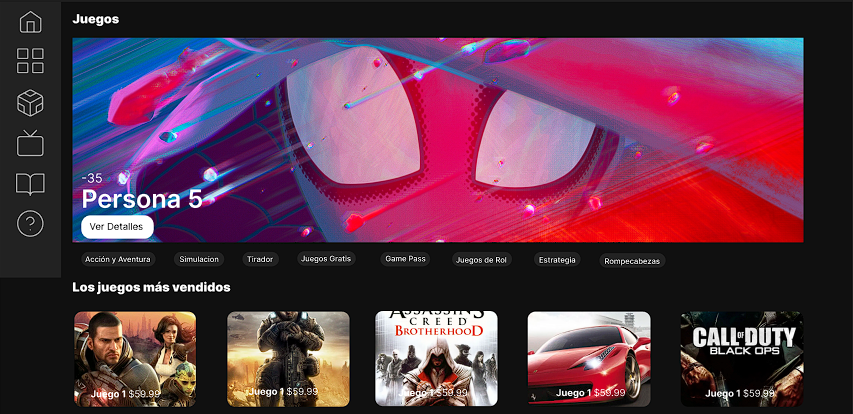 Juegos
-35
Persona 5
Ver Detalles
Acción y Aventura
Simulacion
Tirador
Juegos Gratis
Game Pass
Juegos de Rol
Estrategia
Rompecabezas
Los juegos más vendidos
Juego 1 $59.99
Juego 1 $59.99
ASSASSINS
CREED
BROTHERHOOD
Juego 1 $59.99
Juego 1 $59.99
CALL OF DUTY
BLACK OPS
Juego 1 $59.99